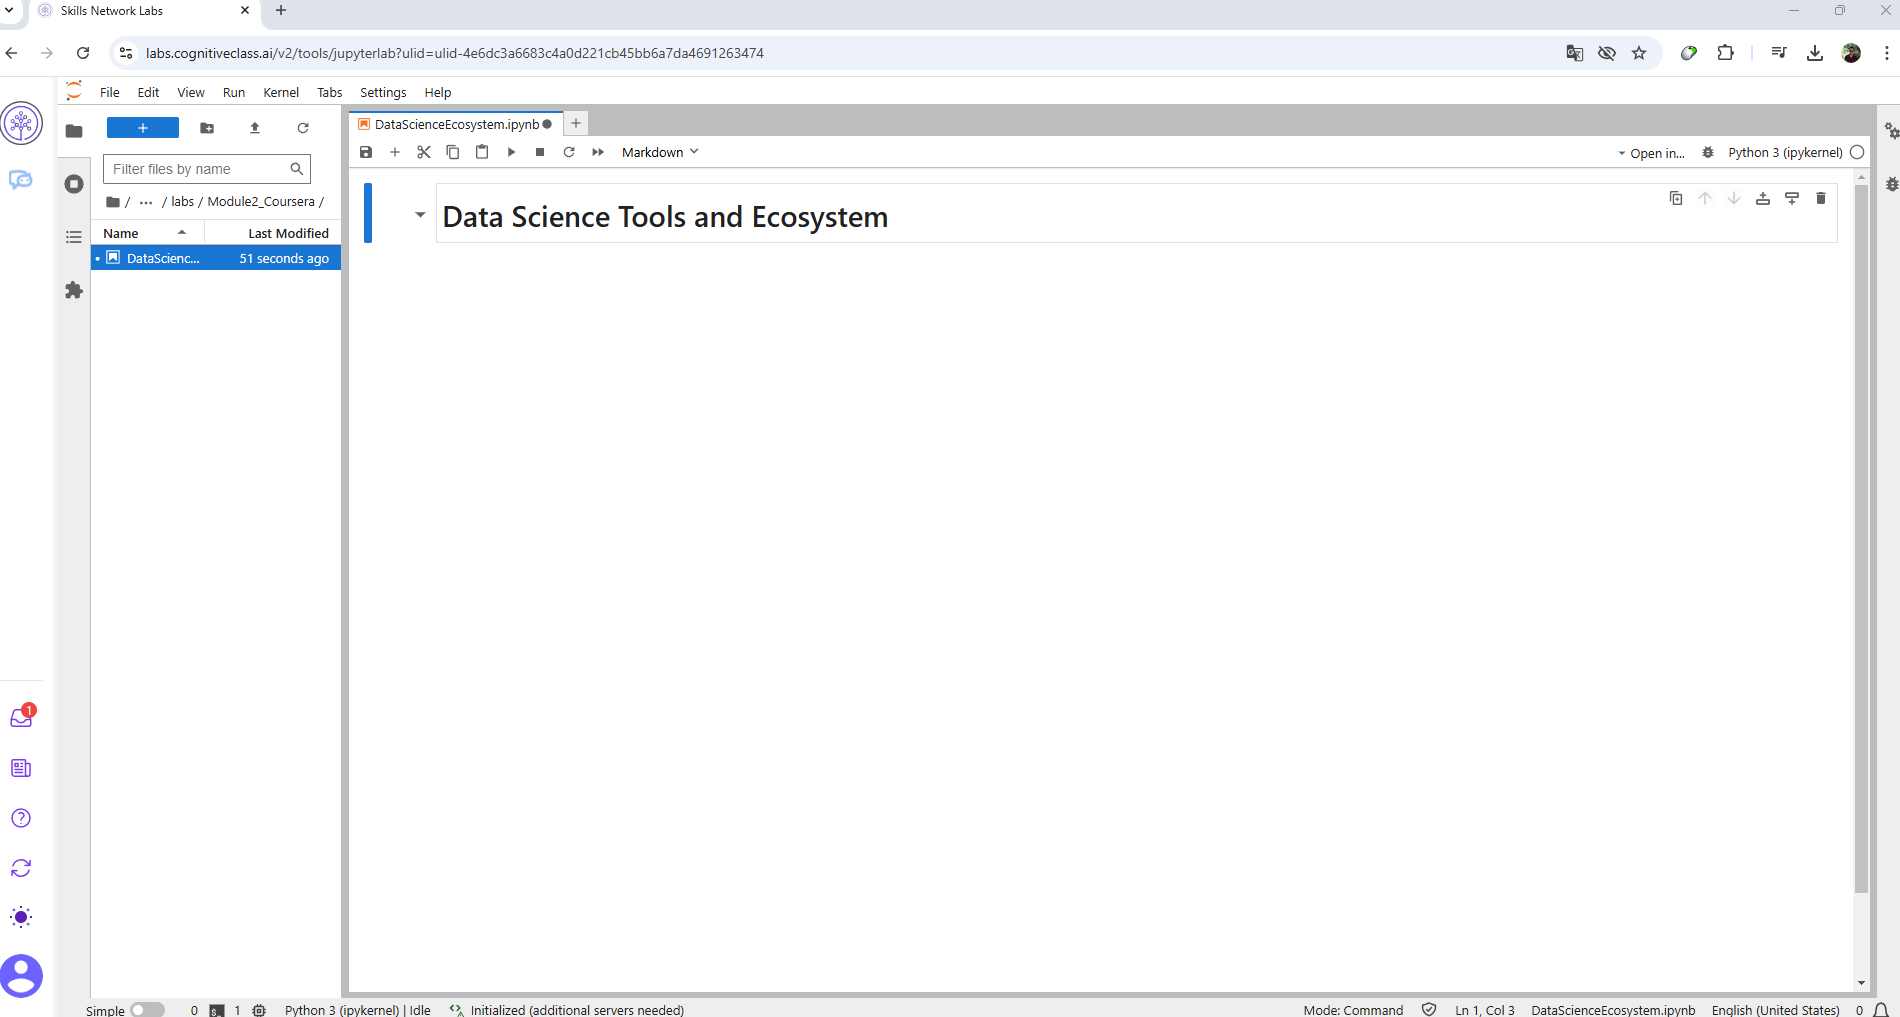 Skills Network Labs
labs.cognitiveclass.ai/v2/tools/jupyterlab?ulid=ulid-4e6dc3a6683c4a0d221cb45bb6a7da4691263474
File Edit View Run Kernel Tabs Settings Help
DataScienceEcosystem.ipynb
Markdown
Open in...
Python 3 (ipykernel)
Filter files by name
/ ... / labs / Module2_Coursera /
Name Last Modified
DataScienc... 51 seconds ago
Data Science Tools and Ecosystem
1
Simple 0 1 Python 3 (ipykernel) | Idle Initialized (additional servers needed) Mode: Command Ln 1, Col 3 DataScienceEcosystem.ipynb English (United States) 0